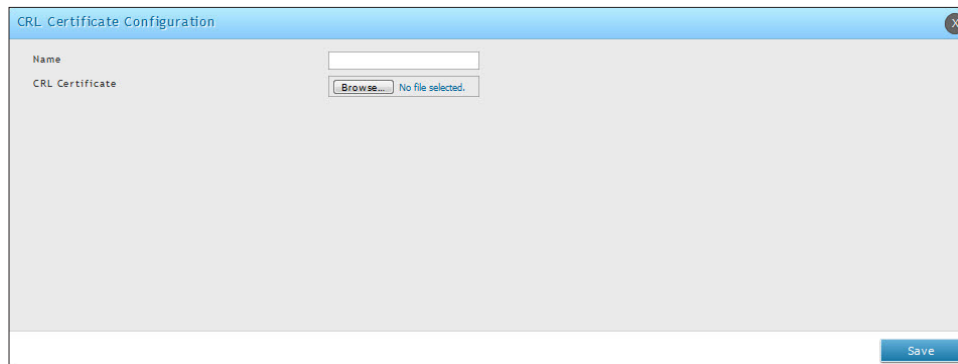 CRL Certificate Configuration
X
Name
CRL Certificate
Browse... No file selected.
Save